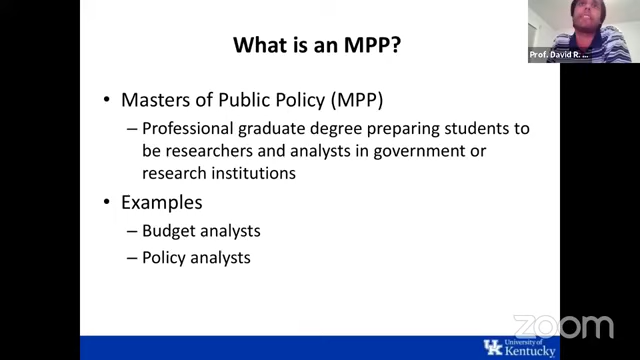 What is an MPP?
Prof. David R. ...
• Masters of Public Policy (MPP)
– Professional graduate degree preparing students to
be researchers and analysts in government or
research institutions
• Examples
– Budget analysts
– Policy analysts
zoom
UK University of
Kentucky